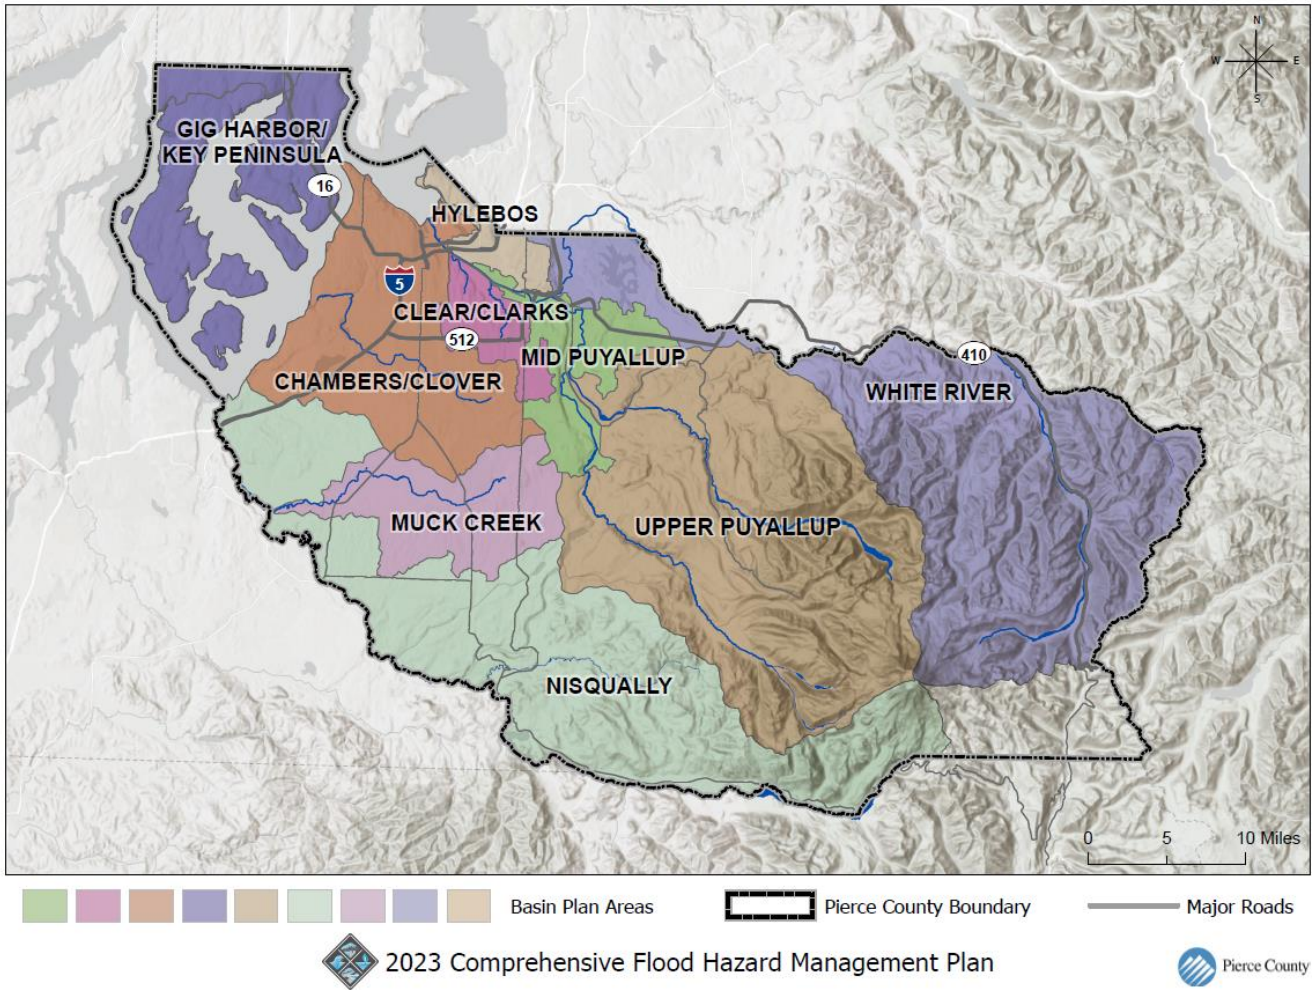 N
W E
S
GIG HARBOR/
KEY PENINSULA
16
HYLEBOS
5
CLEAR/CLARKS
512
MID PUYALLUP
410
CHAMBERS/CLOVER
WHITE RIVER
MUCK CREEK
UPPER PUYALLUP
NISQUALLY
0 5 10 Miles
Basin Plan Areas
Pierce County Boundary
Major Roads
2023 Comprehensive Flood Hazard Management Plan
Pierce County